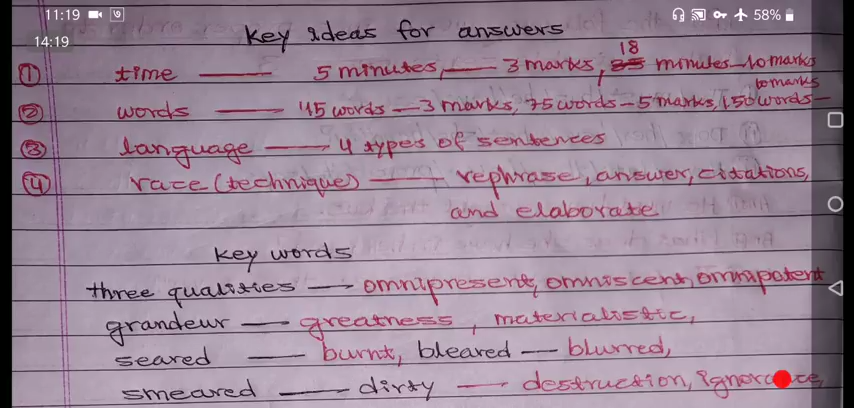 11:19 58%
14:19
Key Ideas for answers
① time — 5 minutes, — 3 marks, 18 minutes - 10 marks
② words — 45 words - 3 marks, 75 words - 5 marks, 150 words - 10 marks
③ language — 4 types of sentences
④ race (technique) — rephrase, answer, citations,
and elaborate
Key words
three qualities — omnipresent, omniscent, omnipotent
grandeur — greatness, materialistic,
seared — burnt, bleared — blurred,
smeared — dirty — destruction,